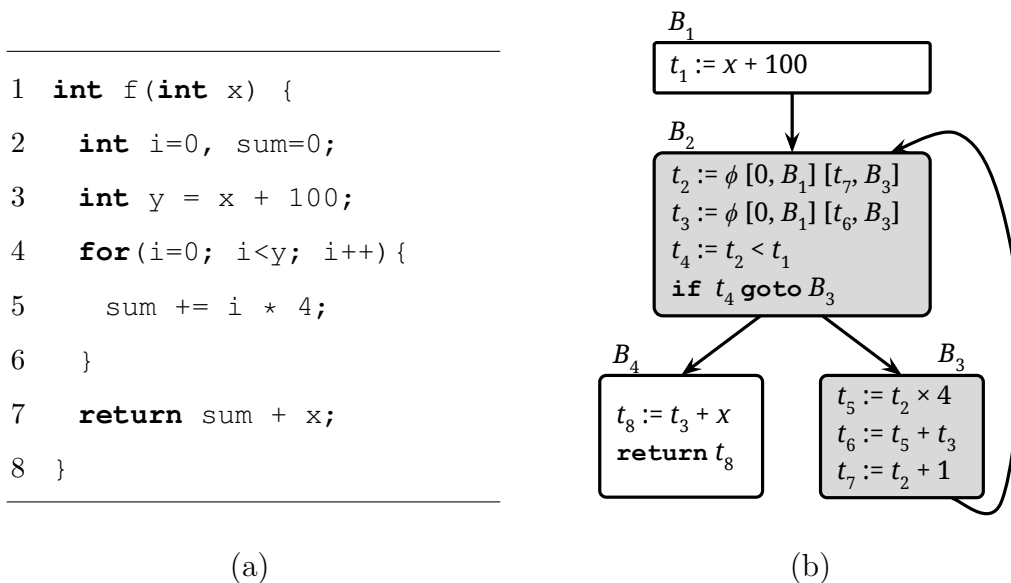 1 int f(int x) {
2 int i=0, sum=0;
3 int y = x + 100;
4 for(i=0; i<y; i++){
5 sum += i * 4;
6 }
7 return sum + x;
8 }
(a)
B₁
t₁ := x + 100
B₂
t₂ := ϕ [0, B₁] [t₇, B₃]
t₃ := ϕ [0, B₁] [t₆, B₃]
t₄ := t₂ < t₁
if t₄ goto B₃
B₄
t₈ := t₃ + x
return t₈
B₃
t₅ := t₂ × 4
t₆ := t₅ + t₃
t₇ := t₂ + 1
(b)